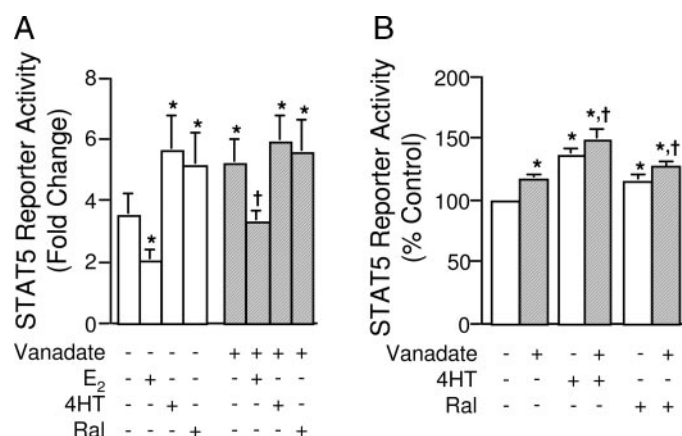 A
STAT5 Reporter Activity
(Fold Change)
8
6
4
2
0
*
*
*
*
†
*
*
Vanadate - - - - + + + +
E2 - + - - - + - -
4HT - - + - - - + -
Ral - - - + - - - +
B
STAT5 Reporter Activity
(% Control)
200
150
100
50
0
*
*
*,†
*
*,†
Vanadate - + - + - +
4HT - - + + - -
Ral - - - - + +